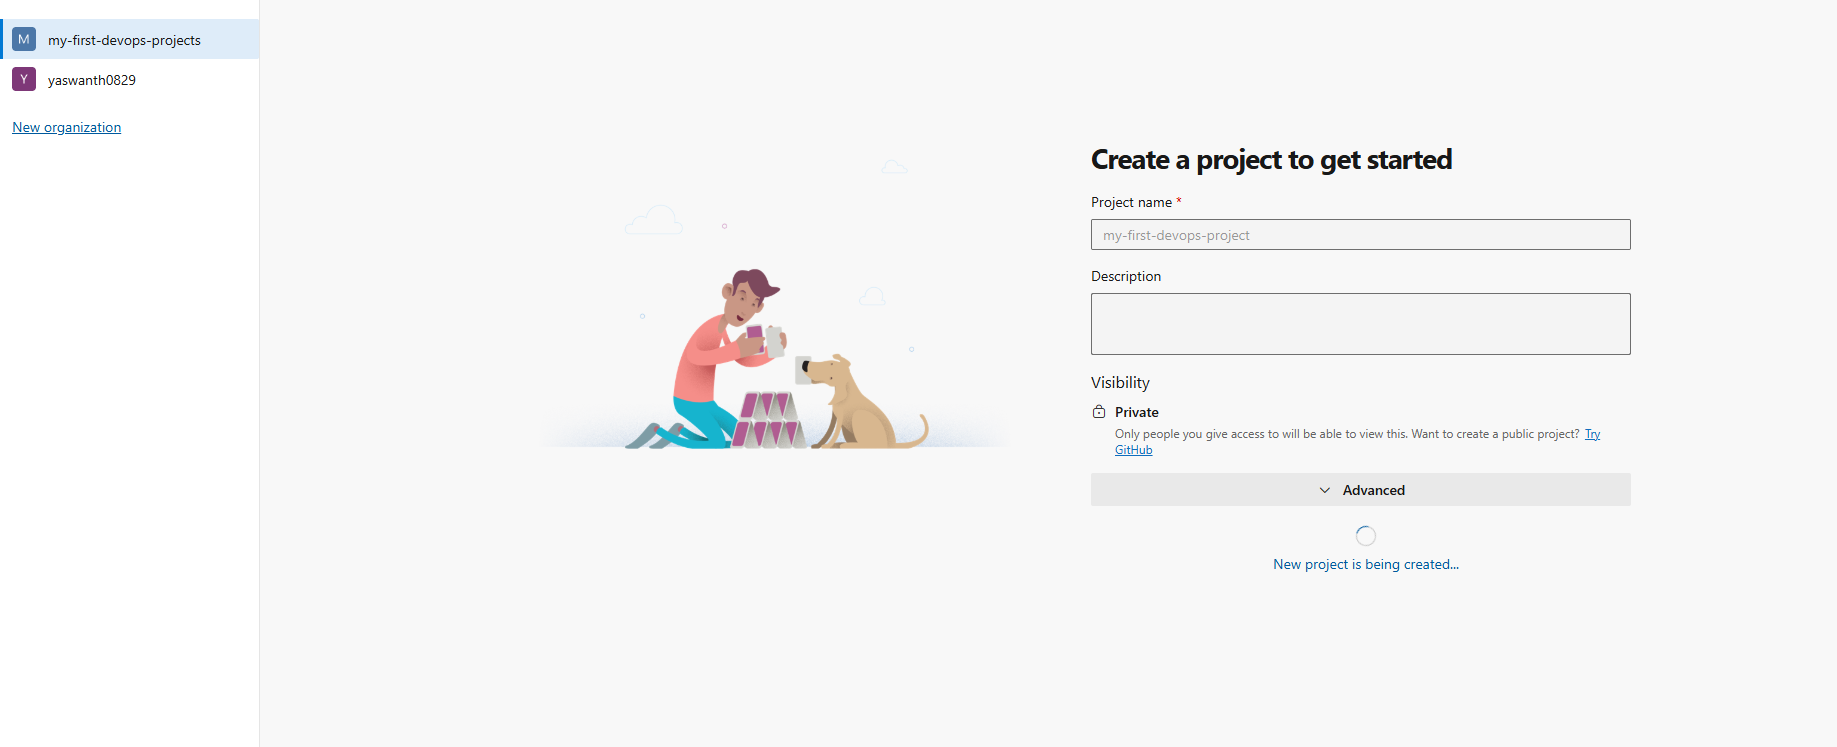 M my-first-devops-projects
Y yaswanth0829
New organization
Create a project to get started
Project name *
my-first-devops-project
Description
Visibility
Private
Only people you give access to will be able to view this. Want to create a public project? Try
GitHub
Advanced
New project is being created...